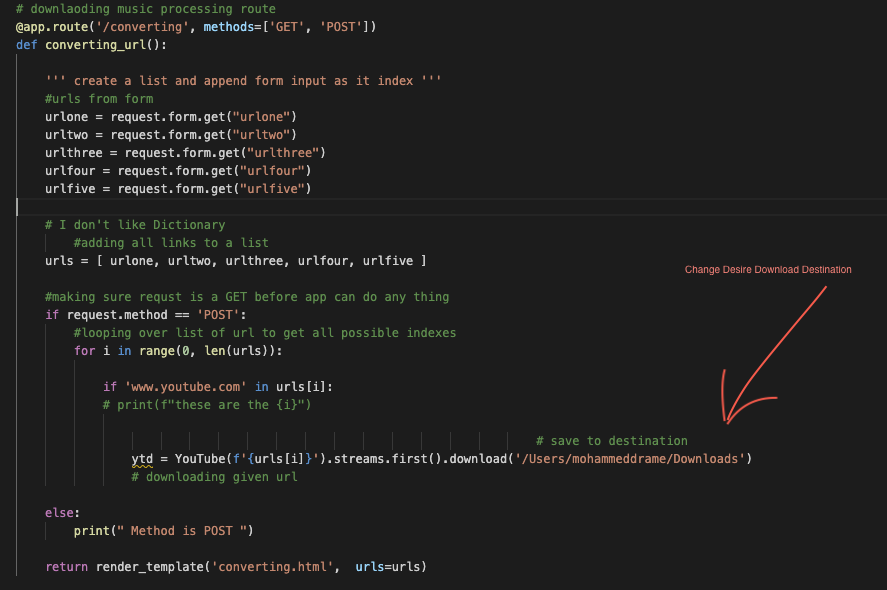 # downlaoding music processing route
@app.route('/converting', methods=['GET', 'POST'])
def converting_url():
''' create a list and append form input as it index '''
#urls from form
urlone = request.form.get("urlone")
urltwo = request.form.get("urltwo")
urlthree = request.form.get("urlthree")
urlfour = request.form.get("urlfour")
urlfive = request.form.get("urlfive")
# I don't like Dictionary
#adding all links to a list
urls = [ urlone, urltwo, urlthree, urlfour, urlfive ]
Change Desire Download Destination
#making sure requst is a GET before app can do any thing
if request.method == 'POST':
#looping over list of url to get all possible indexes
for i in range(0, len(urls)):
if 'www.youtube.com' in urls[i]:
# print(f"these are the {i}")
# save to destination
ytd = YouTube(f'{urls[i]}').streams.first().download('/Users/mohammeddrame/Downloads')
# downloading given url
else:
print(" Method is POST ")
return render_template('converting.html',  urls=urls)